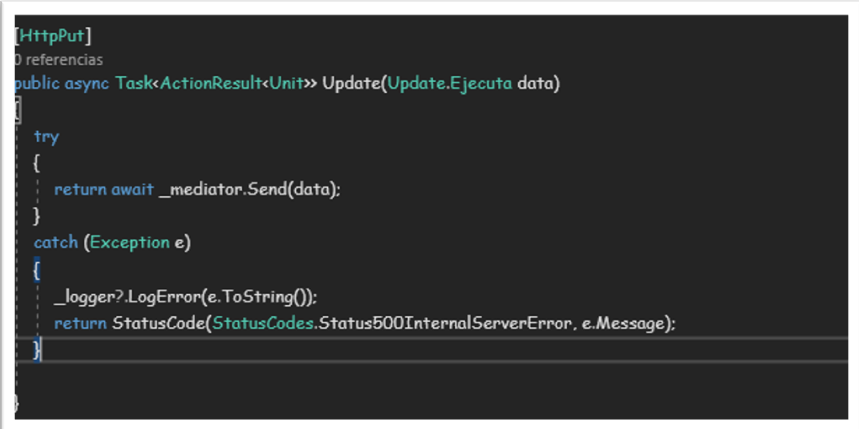 [HttpPut]
0 referencias
public async Task<ActionResult<Unit>> Update(Update.Ejecuta data)
{
try
{
return await _mediator.Send(data);
}
catch (Exception e)
{
_logger?.LogError(e.ToString());
return StatusCode(StatusCodes.Status500InternalServerError, e.Message);
}
}